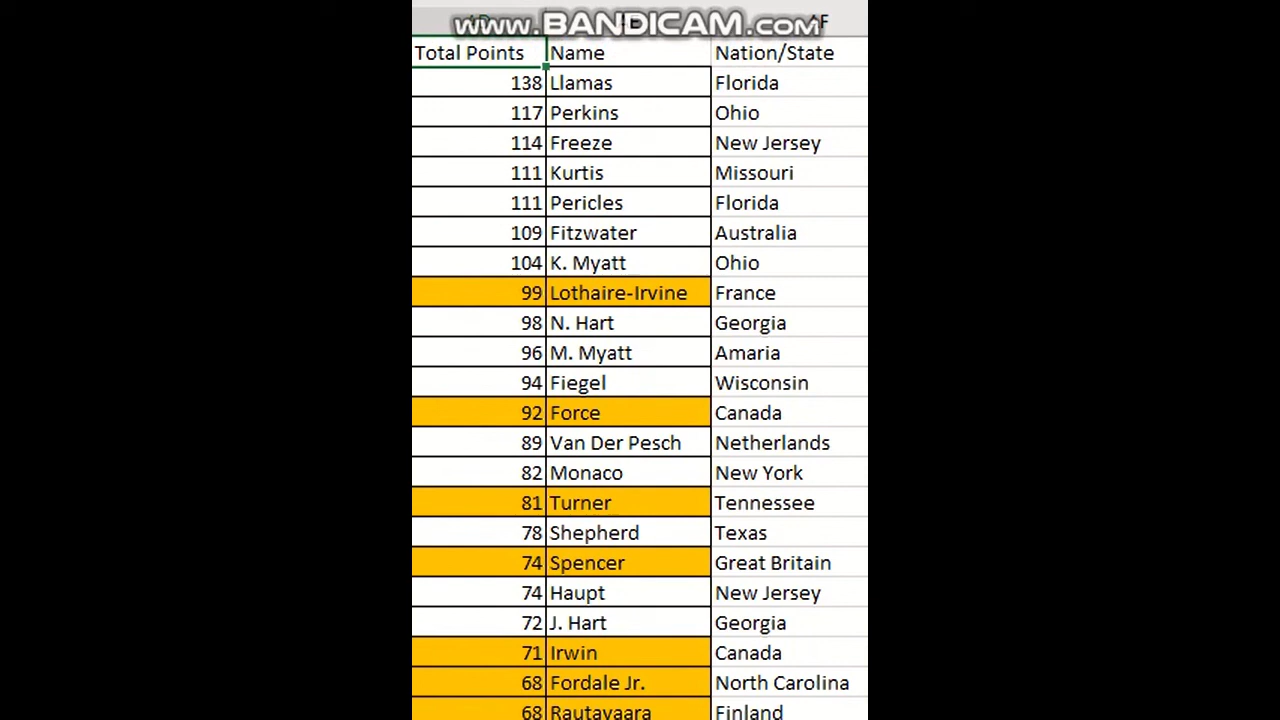 www.BANDICAM.com
AF
Total Points Name Nation/State
138 Llamas Florida
117 Perkins Ohio
114 Freeze New Jersey
111 Kurtis Missouri
111 Pericles Florida
109 Fitzwater Australia
104 K. Myatt Ohio
99 Lothaire-Irvine France
98 N. Hart Georgia
96 M. Myatt Amaria
94 Fiegel Wisconsin
92 Force Canada
89 Van Der Pesch Netherlands
82 Monaco New York
81 Turner Tennessee
78 Shepherd Texas
74 Spencer Great Britain
74 Haupt New Jersey
72 J. Hart Georgia
71 Irwin Canada
68 Fordale Jr. North Carolina
68 Rautavaara Finland